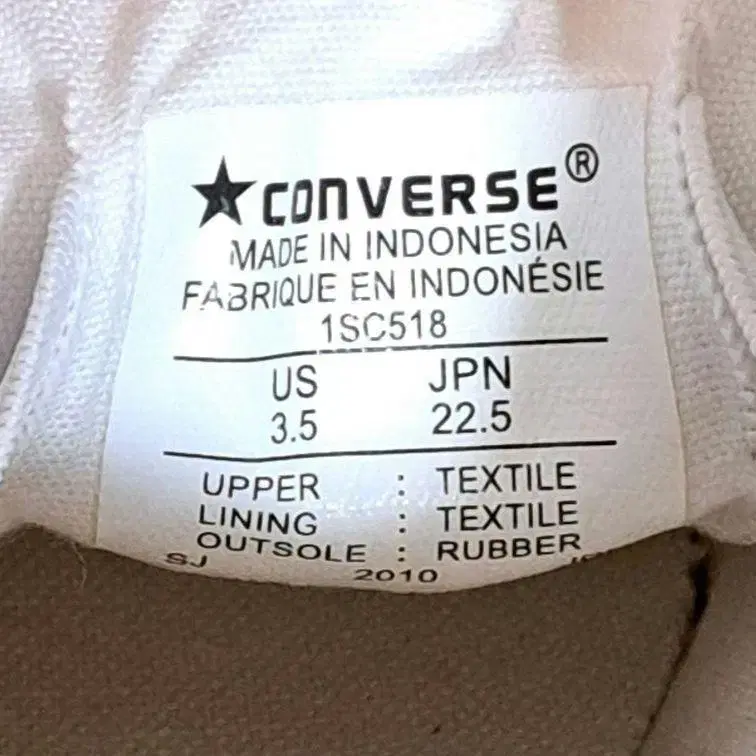 ★CONVERSE®
MADE IN INDONESIA
FABRIQUE EN INDONÉSIE
1SC518
US JPN
3.5 22.5
UPPER : TEXTILE
LINING : TEXTILE
OUTSOLE : RUBBER
SJ 2010